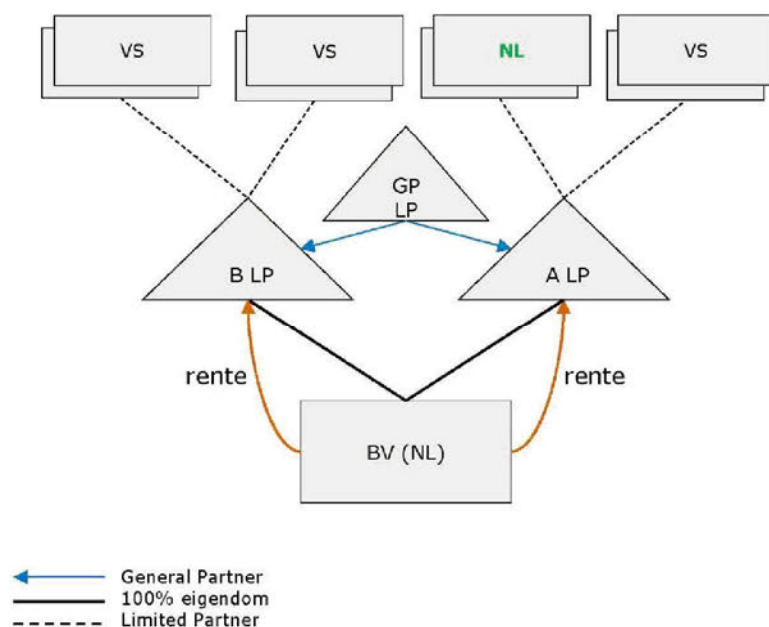 VS
VS
NL
VS
GP
LP
B LP
A LP
rente
rente
BV (NL)
General Partner
100% eigendom
Limited Partner